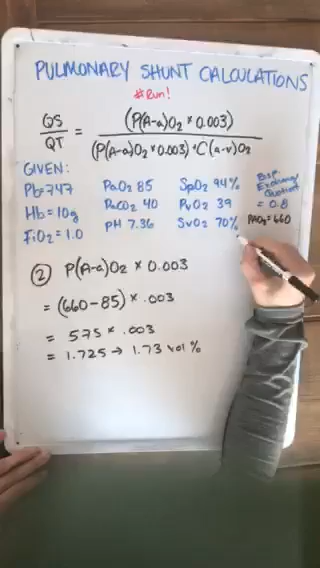 PULMONARY SHUNT CALCULATIONS
#Run!
QS/QT = (P(A-a)O₂ × 0.003) / (P(A-a)O₂ × 0.003) + C(a-v)O₂
GIVEN:
Pb = 747 PaO₂ 85 SpO₂ 94% Exchange Quotient = 0.8
Hb = 10g PaCO₂ 40 PvO₂ 39 PAO₂ = 660
FiO₂ = 1.0 PH 7.36 SvO₂ 70%
② P(A-a)O₂ × 0.003
= (660-85) × .003
= 575 × .003
= 1.725 → 1.73 vol %